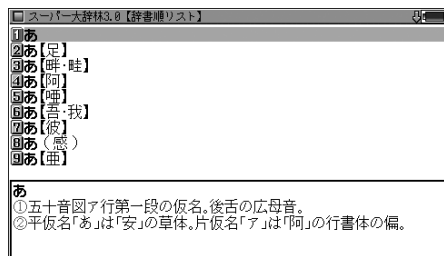 スーパー大辞林3.0【辞書順リスト】
1あ
2あ【足】
3あ【畔・畦】
4あ【阿】
5あ【唖】
6あ【吾・我】
7あ【彼】
8あ（感）
9あ【亜】
あ
①五十音図ア行第一段の仮名。後舌の広母音。
②平仮名「あ」は「安」の草体。片仮名「ア」は「阿」の行書体の偏。